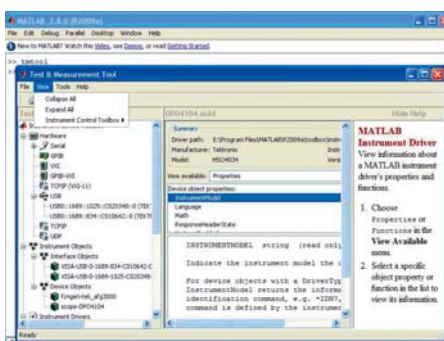 MATLAB 7.8.0 (R2009a)
File Edit Debug Parallel Desktop Window Help
New to MATLAB? Watch this Video, see Demos, or read Getting Started.
>> tmtool
>>
Test & Measurement Tool
File View Tools Help
Collapse All
Expand All
Instrument Control Toolbox
Test
DPO4104.mdd
Hide Help
Hardware
Serial
GPIB
VXI
GPIB-VXI
TCPIP (VXI-11)
USB
TCPIP
UDP
Instrument Objects
Interface Objects
Device Objects
fungen-tek_afg3000
scope-DPO4104
Instrument Drivers
Summary
Driver path:
Manufacturer: Tektronix
Model: MSO4034
View available: Properties
Device object properties:
InstrumentModel
Language
Math
ResponseHeaderState
INSTRUMENTMODEL string (read only
Indicate the instrument model the
For device objects with a DriverTyp
InstrumentModel returns the informa
identification command, e.g. *IDN?,
command is defined by the instrumen
MATLAB
Instrument Driver
View information about
a MATLAB instrument
driver's properties and
functions.
1. Choose
Properties or
Functions in the
View Available
menu.
2. Select a specific
object property or
function in the list to
view its information.
Ready